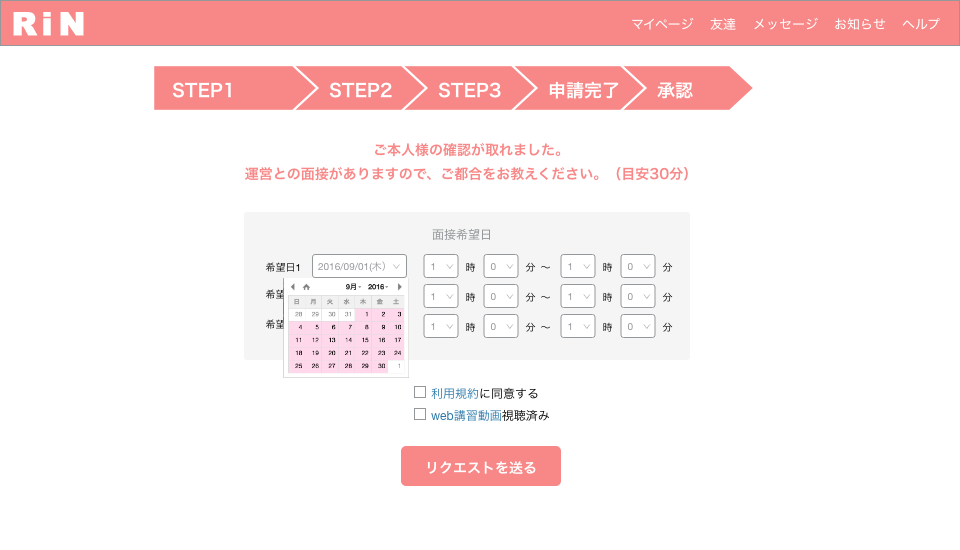 RiN マイページ 友達 メッセージ お知らせ ヘルプ
STEP1 STEP2 STEP3 申請完了 承認
ご本人様の確認が取れました。
運営との面接がありますので、ご都合をお教えください。（目安30分）
面接希望日
希望日1 2016/09/01(木） 1 時 0 分 〜 1 時 0 分
希望 1 時 0 分 〜 1 時 0 分
希望 1 時 0 分 〜 1 時 0 分
9月 2016
日 月 火 水 木 金 土
28 29 30 31 1 2 3
4 5 6 7 8 9 10
11 12 13 14 15 16 17
18 19 20 21 22 23 24
25 26 27 28 29 30 1
利用規約に同意する
web講習動画視聴済み
リクエストを送る